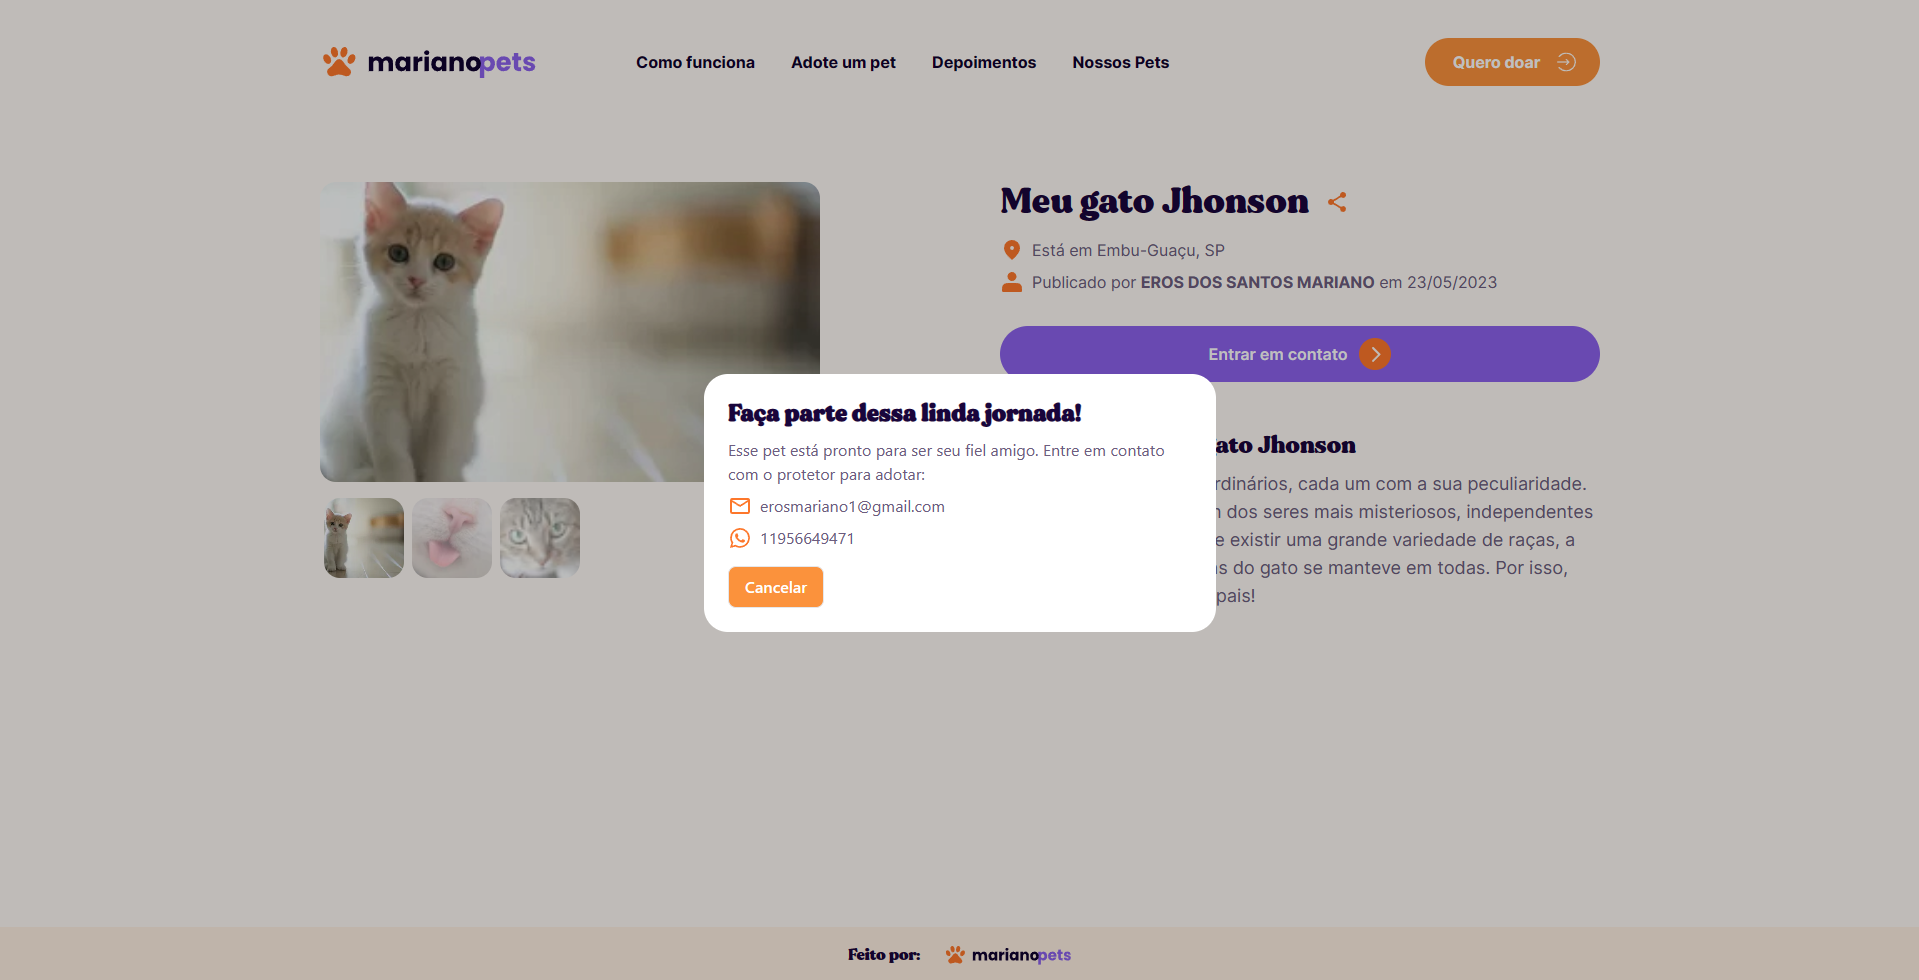 marianopets
Como funciona
Adote um pet
Depoimentos
Nossos Pets
Quero doar
Meu gato Jhonson
Está em Embu-Guaçu, SP
Publicado por EROS DOS SANTOS MARIANO em 23/05/2023
Entrar em contato
Faça parte dessa linda jornada!
Esse pet está pronto para ser seu fiel amigo. Entre em contato
com o protetor para adotar:
erosmariano1@gmail.com
11956649471
Cancelar
gato Jhonson
cada um com a sua peculiaridade.
dos seres mais misteriosos, independentes
e existir uma grande variedade de raças, a
do gato se manteve em todas. Por isso,
pais!
Feito por:
marianopets